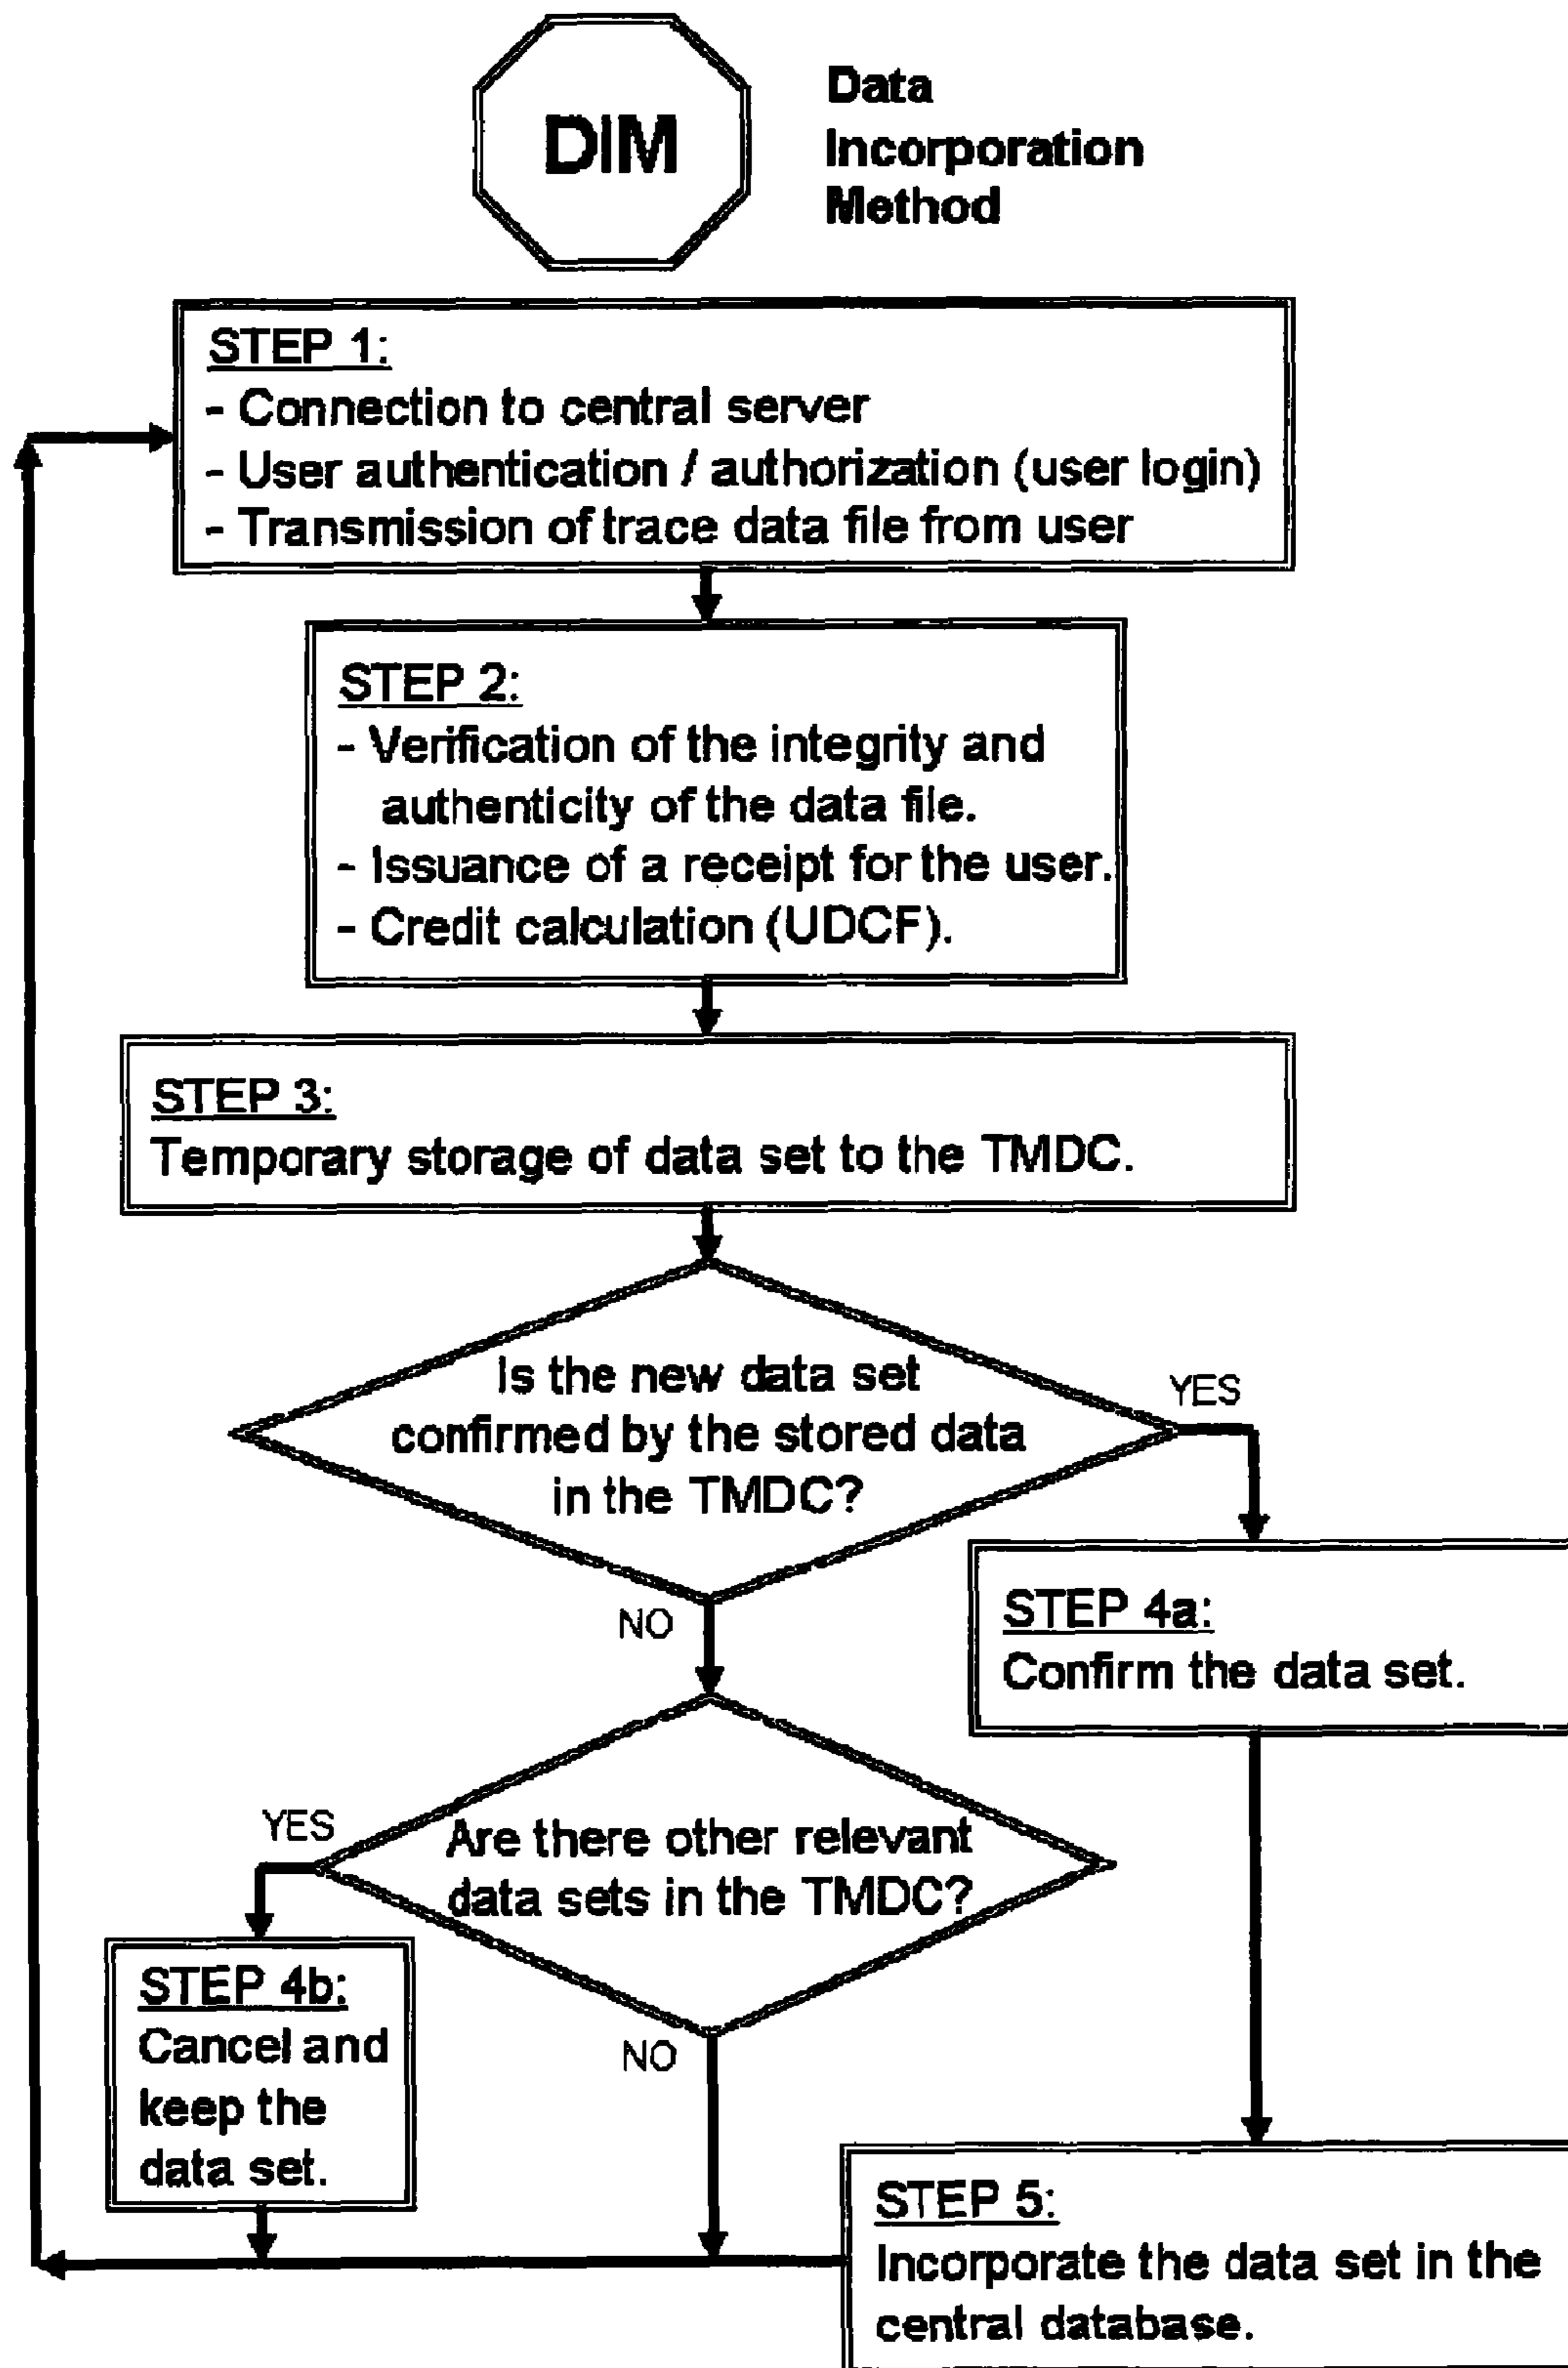 DIM
Data
Incorporation
Method
STEP 1:
- Connection to central server
- User authentication / authorization (user login)
- Transmission of trace data file from user
STEP 2:
- Verification of the integrity and
authenticity of the data file.
- Issuance of a receipt for the user.
- Credit calculation (UDCF).
STEP 3:
Temporary storage of data set to the TMDC.
Is the new data set
confirmed by the stored data
in the TMDC?
YES
NO
STEP 4a:
Confirm the data set.
Are there other relevant
data sets in the TMDC?
YES
NO
STEP 4b:
Cancel and
keep the
data set.
STEP 5:
Incorporate the data set in the
central database.